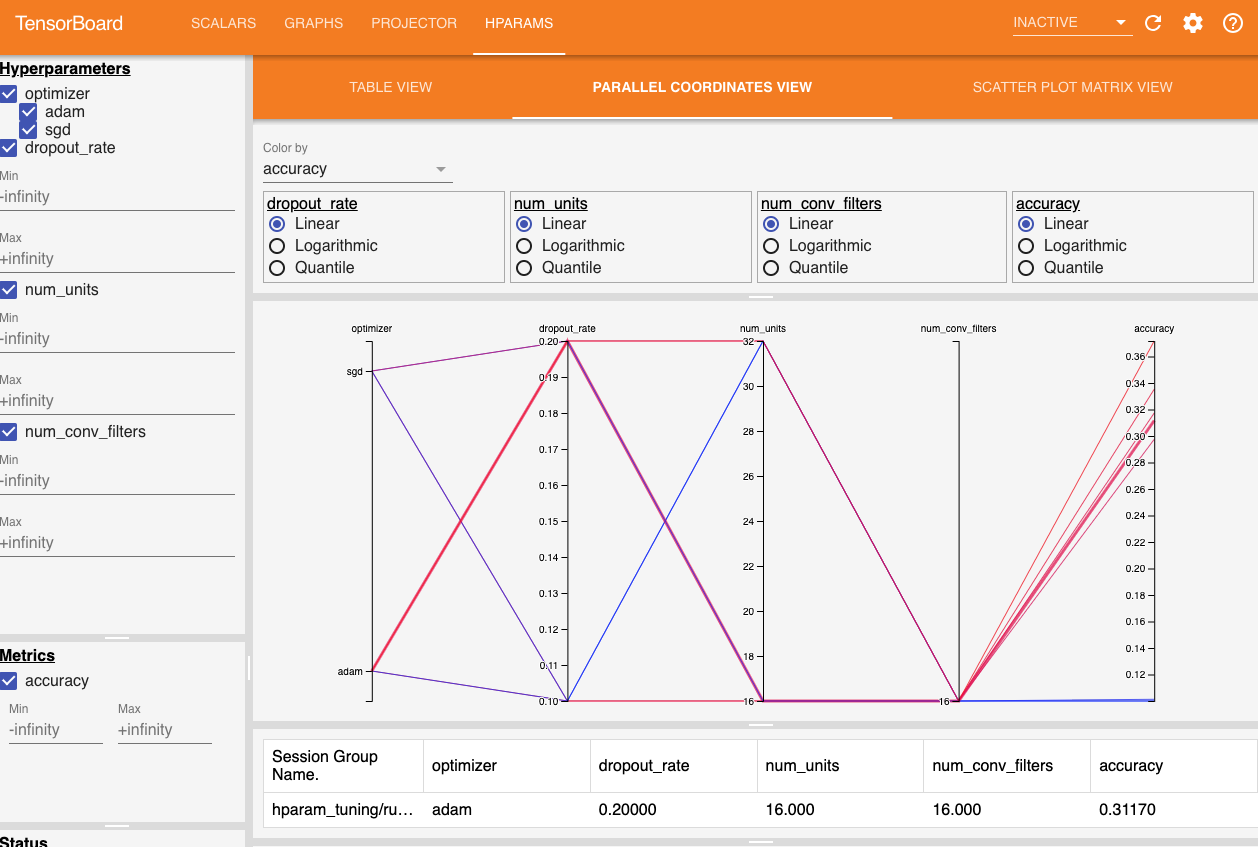 TensorBoard SCALARS GRAPHS PROJECTOR HPARAMS INACTIVE
Hyperparameters
optimizer
adam
sgd
dropout_rate
Min
-infinity
Max
+infinity
num_units
Min
-infinity
Max
+infinity
num_conv_filters
Min
-infinity
Max
+infinity
Metrics
accuracy
Min Max
-infinity +infinity
Status
TABLE VIEW PARALLEL COORDINATES VIEW SCATTER PLOT MATRIX VIEW
Color by
accuracy
dropout_rate
Linear
Logarithmic
Quantile
num_units
Linear
Logarithmic
Quantile
num_conv_filters
Linear
Logarithmic
Quantile
accuracy
Linear
Logarithmic
Quantile
optimizer
sgd
adam
dropout_rate
0.20
0.19
0.18
0.17
0.16
0.15
0.14
0.13
0.12
0.11
0.10
num_units
32
30
28
26
24
22
20
18
16
num_conv_filters
16
accuracy
0.36
0.34
0.32
0.30
0.28
0.26
0.24
0.22
0.20
0.18
0.16
0.14
0.12
Session Group
Name. optimizer dropout_rate num_units num_conv_filters accuracy
hparam_tuning/ru... adam 0.20000 16.000 16.000 0.31170